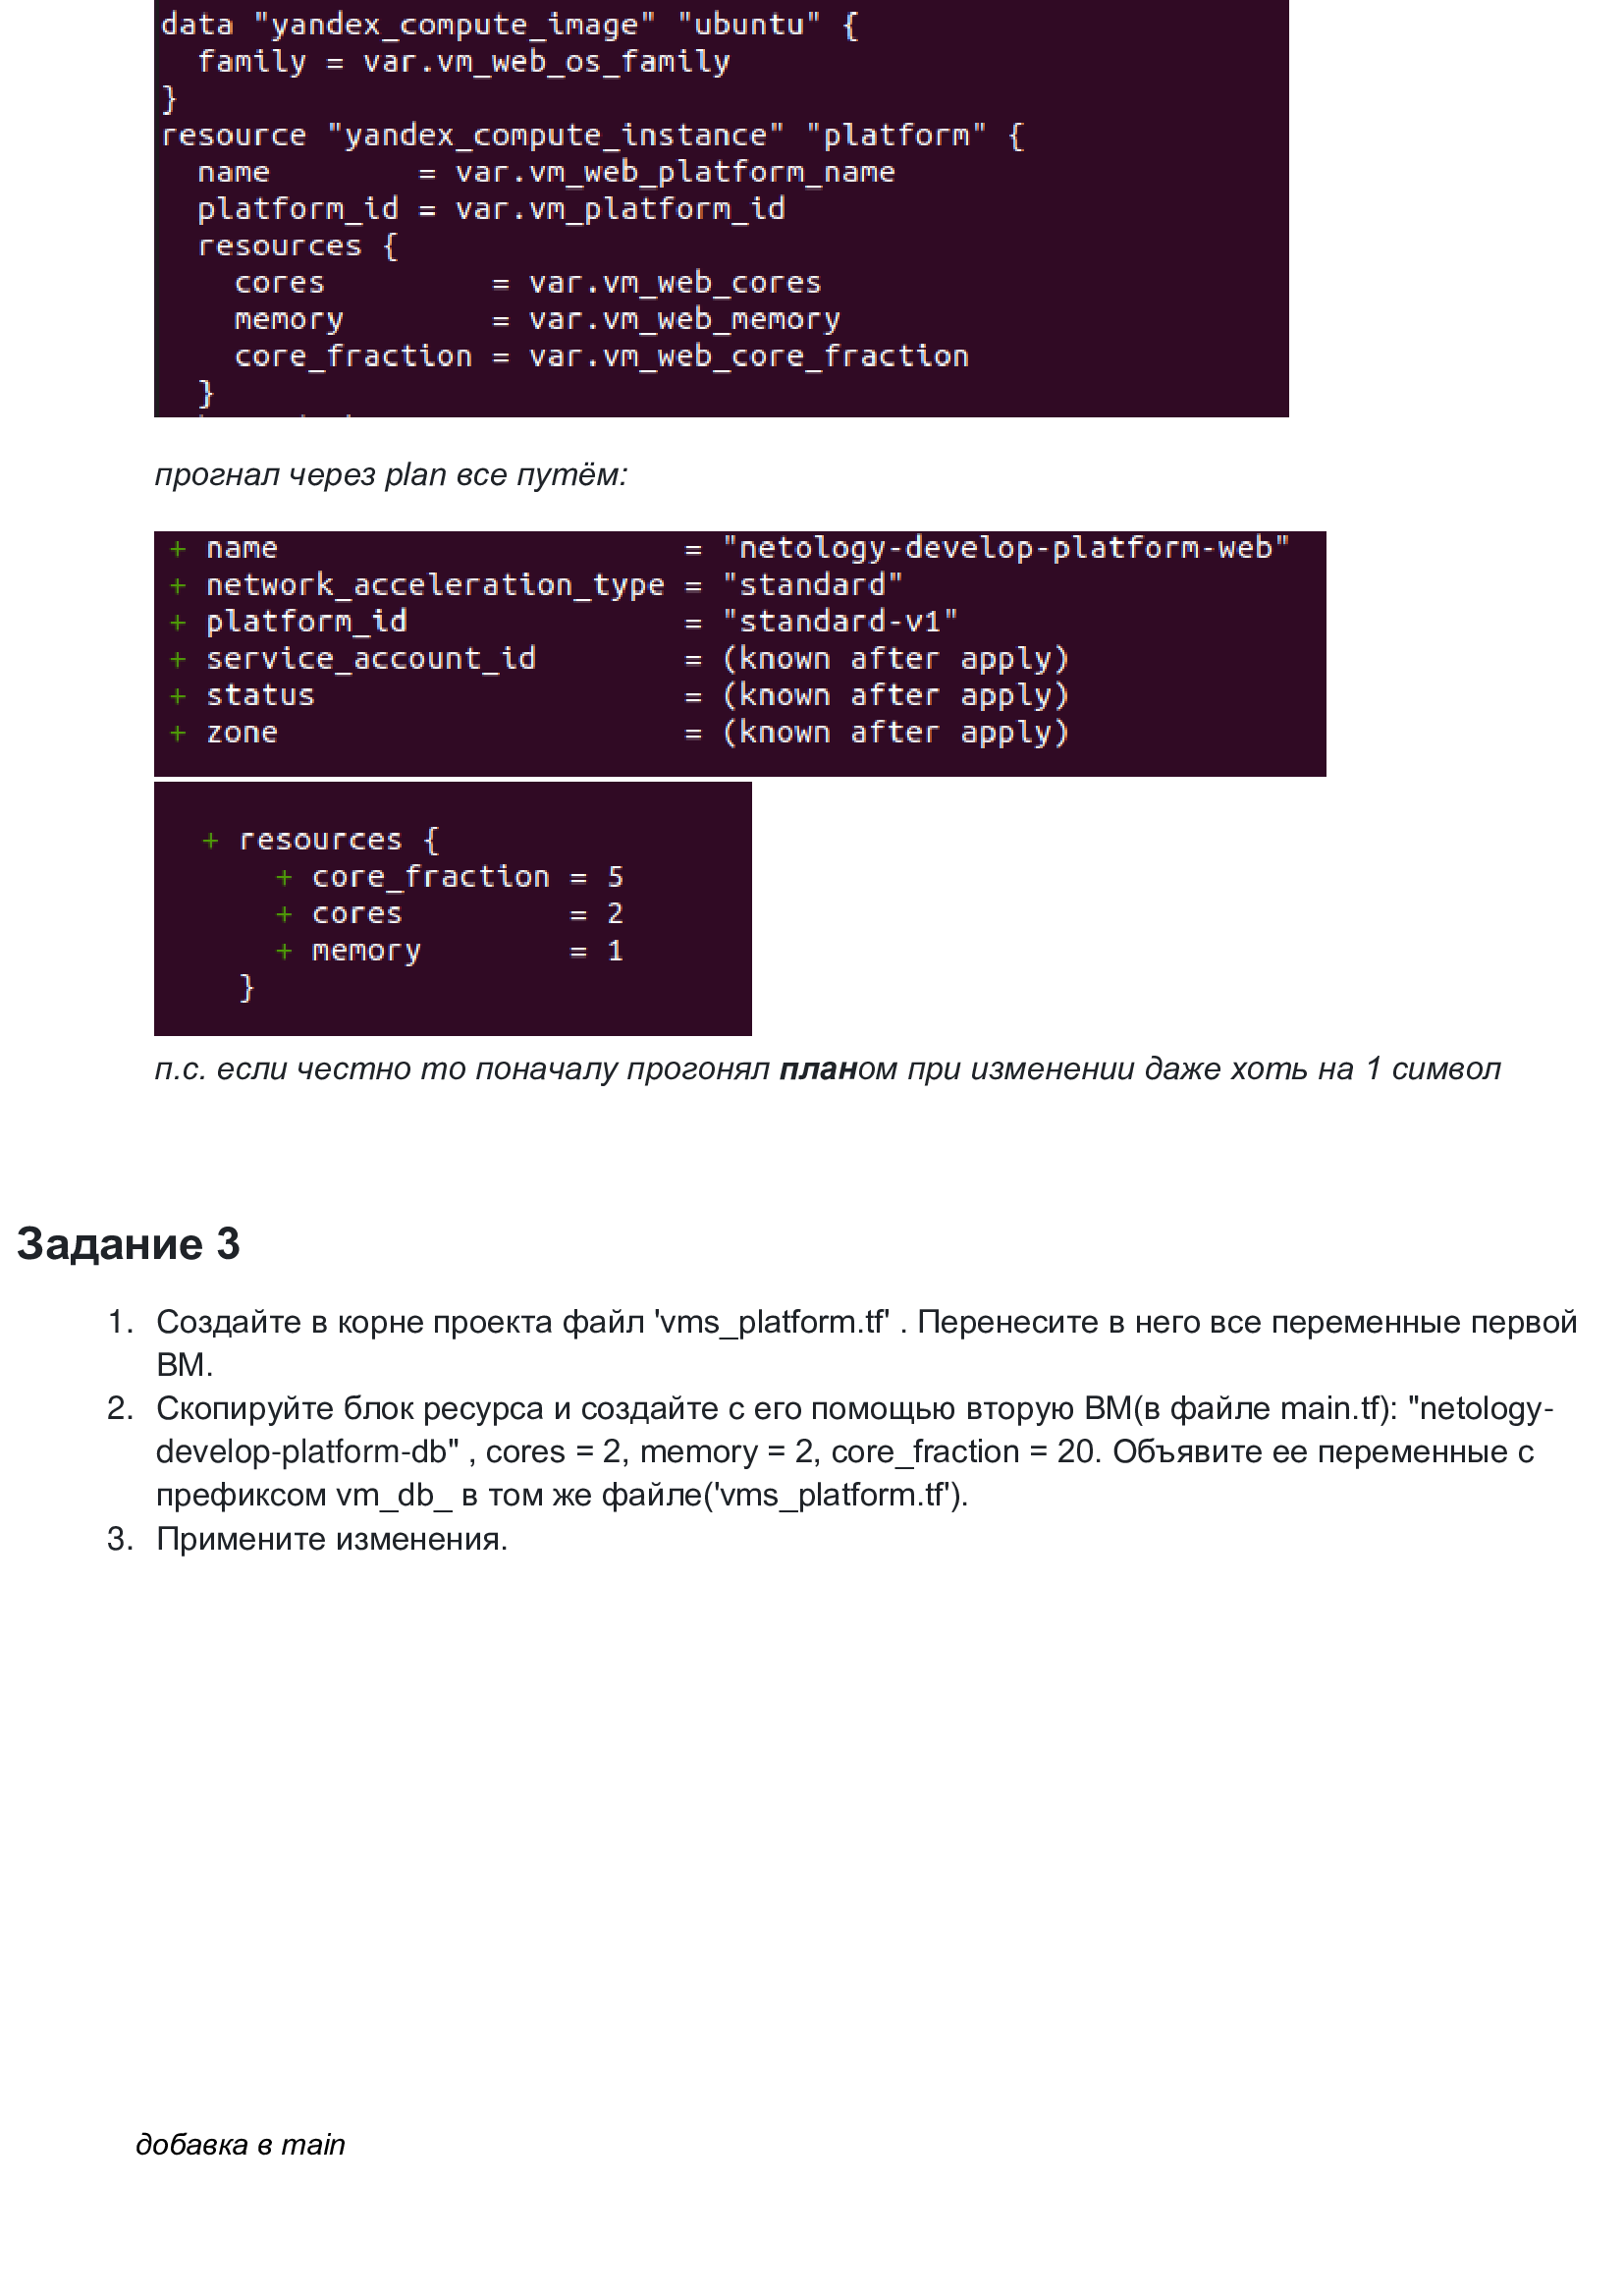 data "yandex_compute_image" "ubuntu" {
  family = var.vm_web_os_family
}
resource "yandex_compute_instance" "platform" {
  name        = var.vm_web_platform_name
  platform_id = var.vm_platform_id
  resources {
    cores         = var.vm_web_cores
    memory        = var.vm_web_memory
    core_fraction = var.vm_web_core_fraction
  }
прогнал через plan все путём:
+ name                      = "netology-develop-platform-web"
+ network_acceleration_type = "standard"
+ platform_id               = "standard-v1"
+ service_account_id        = (known after apply)
+ status                    = (known after apply)
+ zone                      = (known after apply)
+ resources {
    + core_fraction = 5
    + cores         = 2
    + memory        = 1
  }
п.с. если честно то поначалу прогонял планом при изменении даже хоть на 1 символ
Задание 3
1. Создайте в корне проекта файл 'vms_platform.tf' . Перенесите в него все переменные первой
ВМ.
2. Скопируйте блок ресурса и создайте с его помощью вторую ВМ(в файле main.tf): "netology-
develop-platform-db" , cores = 2, memory = 2, core_fraction = 20. Объявите ее переменные с
префиксом vm_db_ в том же файле('vms_platform.tf').
3. Примените изменения.
добавка в main